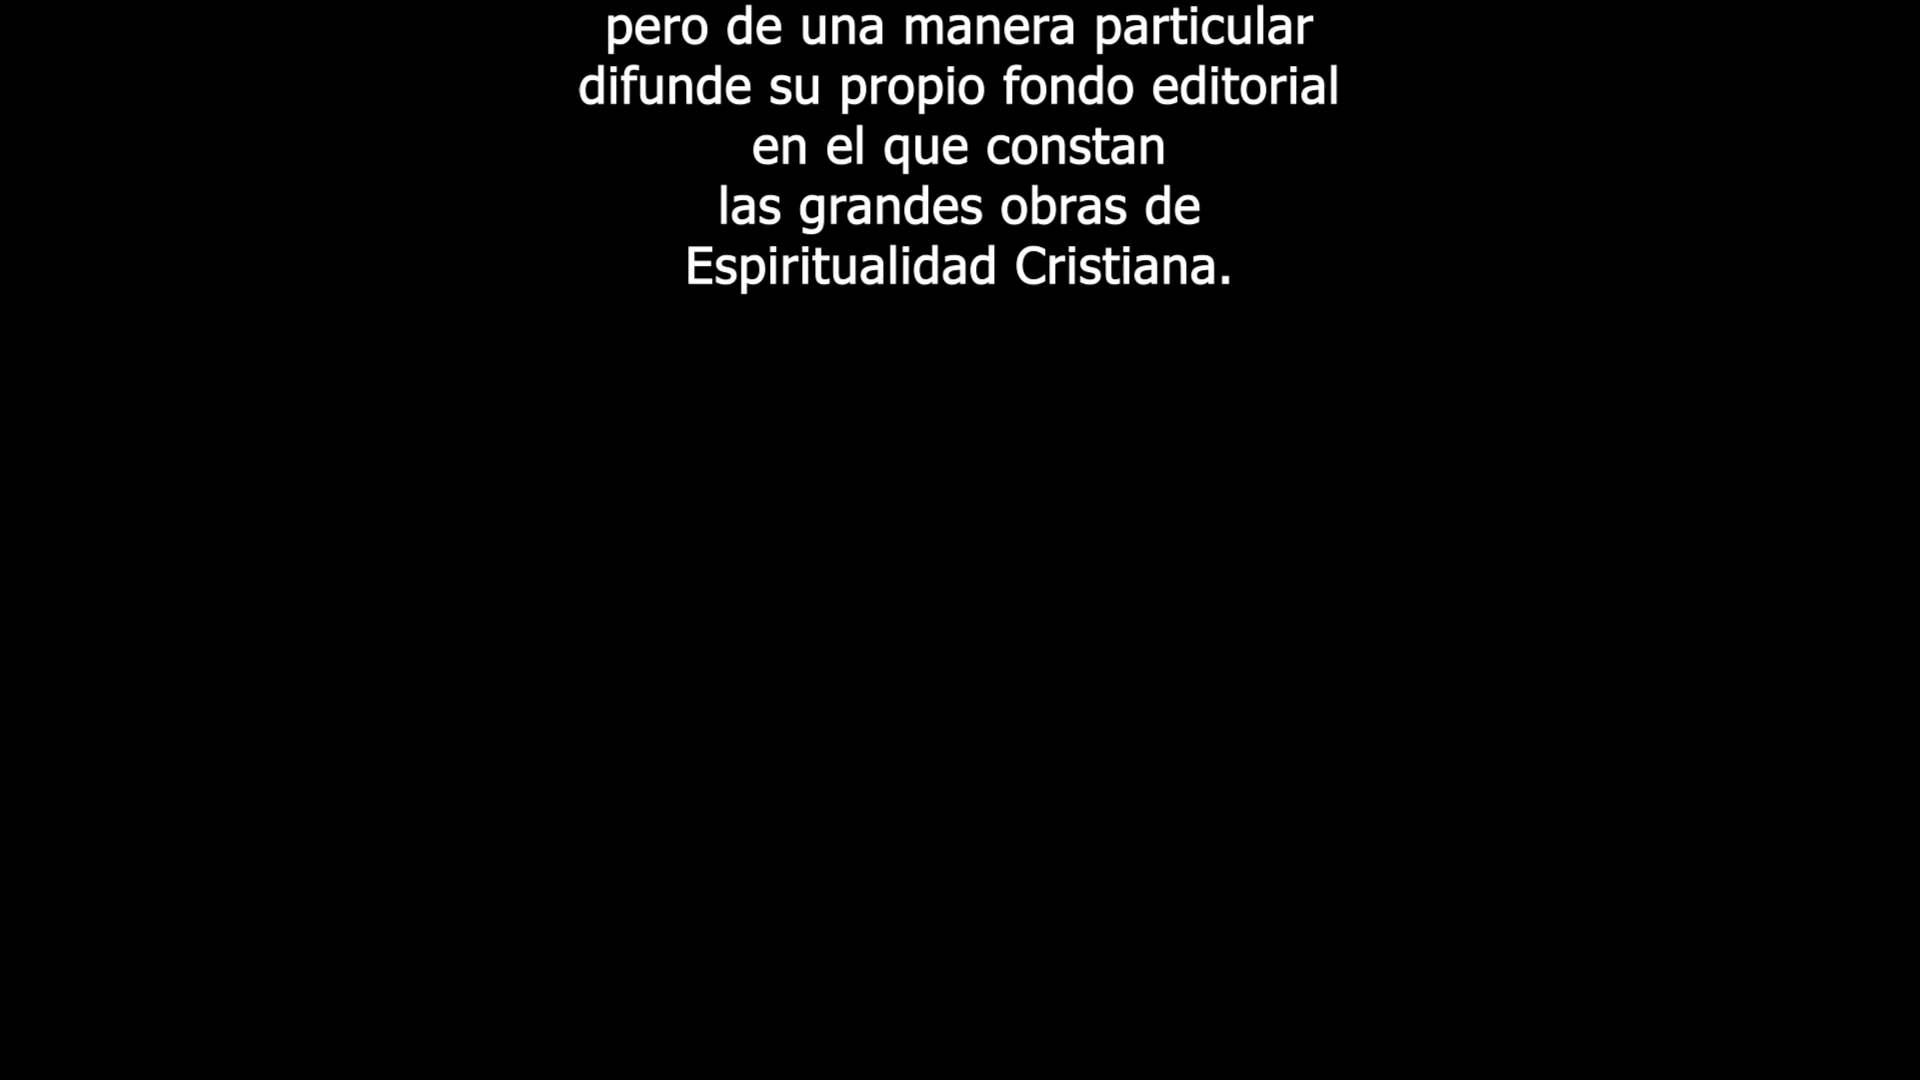 pero de una manera particular
difunde su propio fondo editorial
en el que constan
las grandes obras de
Espiritualidad Cristiana.